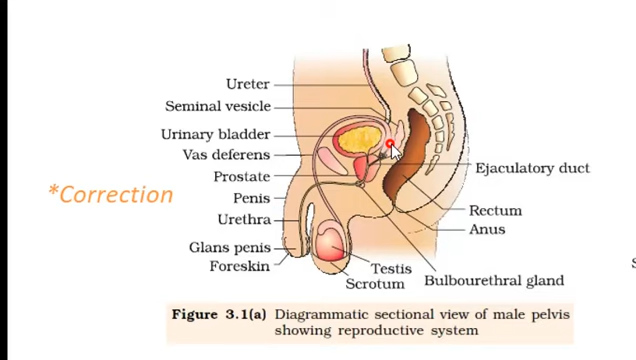 Ureter
Seminal vesicle
Urinary bladder
Vas deferens
Prostate
Penis
Urethra
Glans penis
Foreskin
*Correction
Ejaculatory duct
Rectum
Anus
Testis
Scrotum
Bulbourethral gland
S
Figure 3.1(a) Diagrammatic sectional view of male pelvis
showing reproductive system